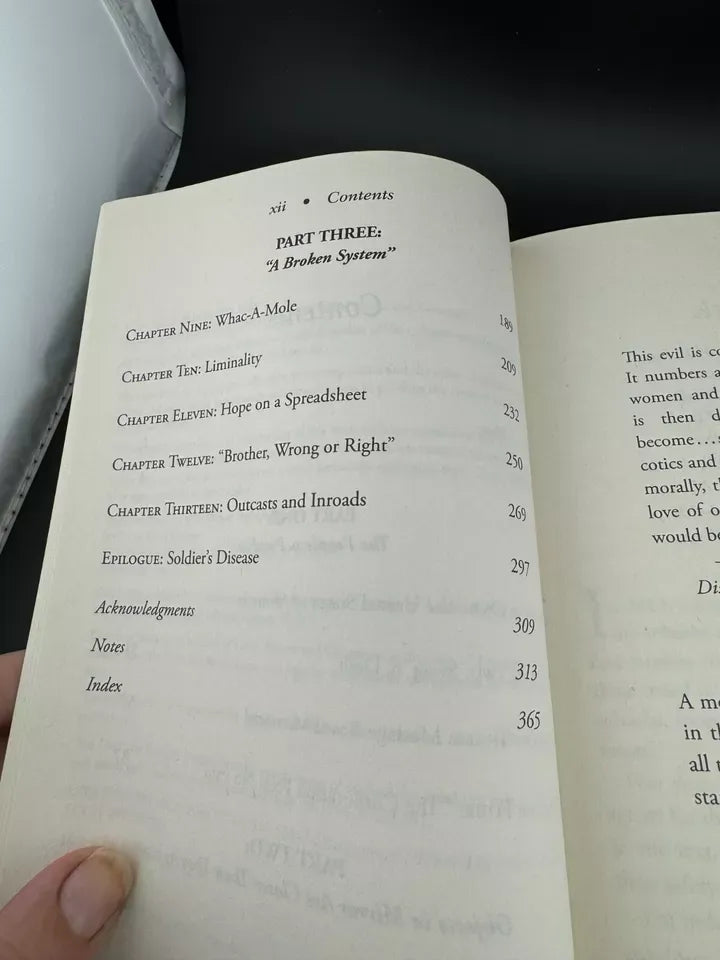 xii • Contents
PART THREE:
"A Broken System"
CHAPTER NINE: Whac-A-Mole 189
CHAPTER TEN: Liminality 209
CHAPTER ELEVEN: Hope on a Spreadsheet 232
CHAPTER TWELVE: "Brother, Wrong or Right" 250
CHAPTER THIRTEEN: Outcasts and Inroads 269
EPILOGUE: Soldier's Disease 297
Acknowledgments 309
Notes 313
Index 365
This evil is
It numbers
women and
is then
become...
cotics and
morally,
love of
would
A
in
all